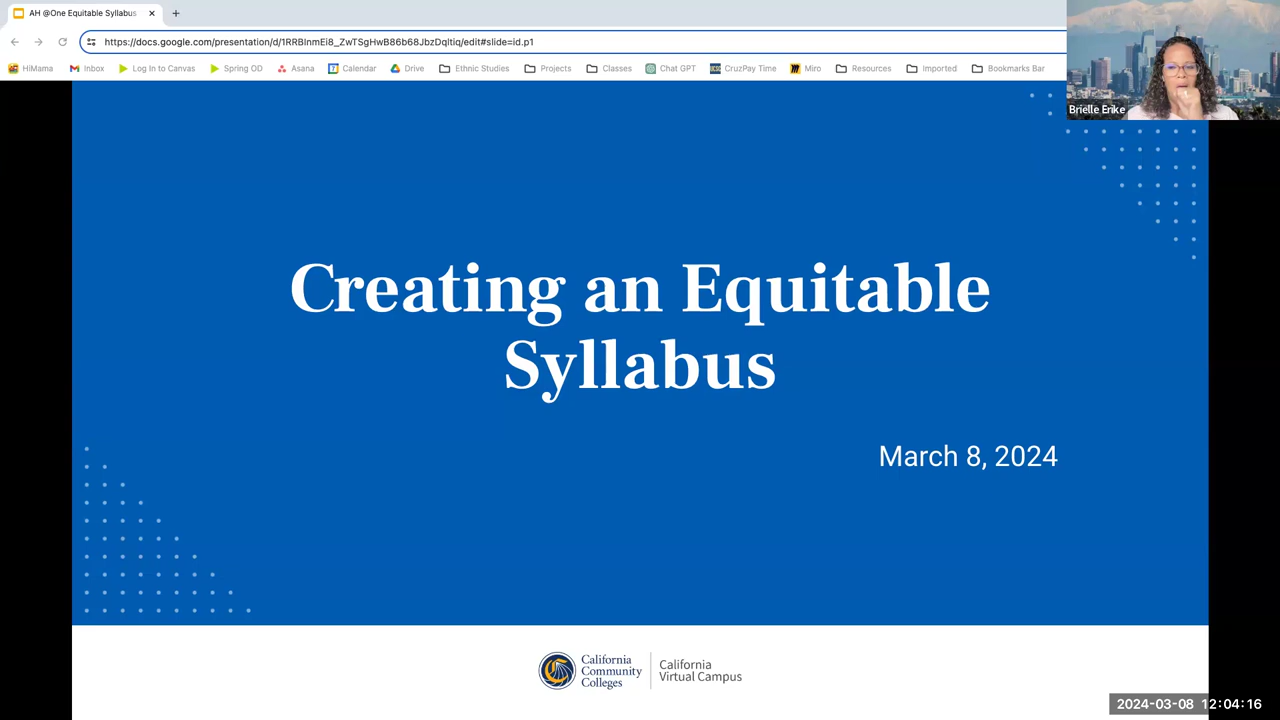 AH @One Equitable Syllabus
https://docs.google.com/presentation/d/1RRBInmEi8_ZwTSgHwB86b68JbzDqItiq/edit#slide=id.p1
HiMama Inbox Log In to Canvas Spring OD Asana Calendar Drive Ethnic Studies Projects Classes Chat GPT CruzPay Time Miro Resources Imported Bookmarks Bar
Brielle Erike
Creating an Equitable
Syllabus
March 8, 2024
California
Community
Colleges
California
Virtual Campus
2024-03-08 12:04:16